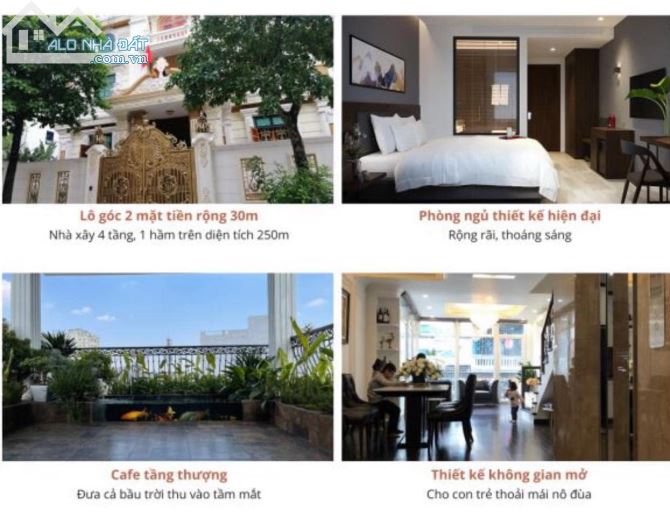 ALO NHÀ ĐẤT
.com.vn
Lô góc 2 mặt tiền rộng 30m
Nhà xây 4 tầng, 1 hầm trên diện tích 250m
Phòng ngủ thiết kế hiện đại
Rộng rãi, thoáng sáng
Cafe tầng thượng
Đưa cả bầu trời thu vào tầm mắt
Thiết kế không gian mở
Cho con trẻ thoải mái nô đùa